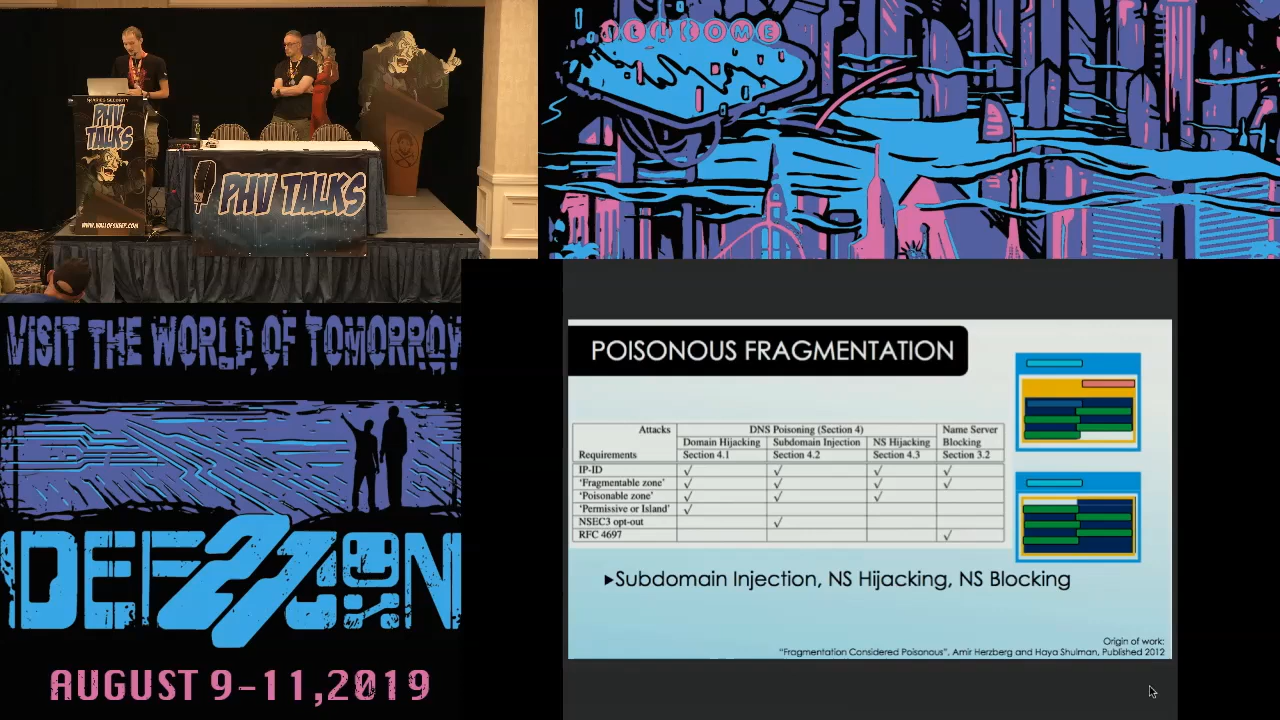 WELCOME
PHV
TALKS
WWW.WALLOFSHEEP.COM
PHV TALKS
VISIT THE WORLD OF TOMORROW
DEF CON
27
AUGUST 9-11,2019
POISONOUS FRAGMENTATION
Attacks DNS Poisoning (Section 4) Name Server
Domain Hijacking Subdomain Injection NS Hijacking Blocking
Requirements Section 4.1 Section 4.2 Section 4.3 Section 3.2
IP-ID ✓ ✓ ✓ ✓
'Fragmentable zone' ✓ ✓ ✓ ✓
'Poisonable zone' ✓ ✓ ✓
'Permissive or Island' ✓
NSEC3 opt-out ✓
RFC 4697 ✓
▸Subdomain Injection, NS Hijacking, NS Blocking
Origin of work:
"Fragmentation Considered Poisonous", Amir Herzberg and Haya Shulman, Published 2012